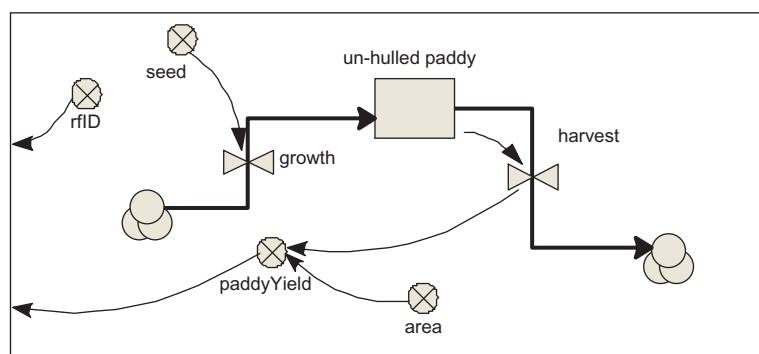 un-hulled paddy
seed
rfID
harvest
growth
paddyYield
area